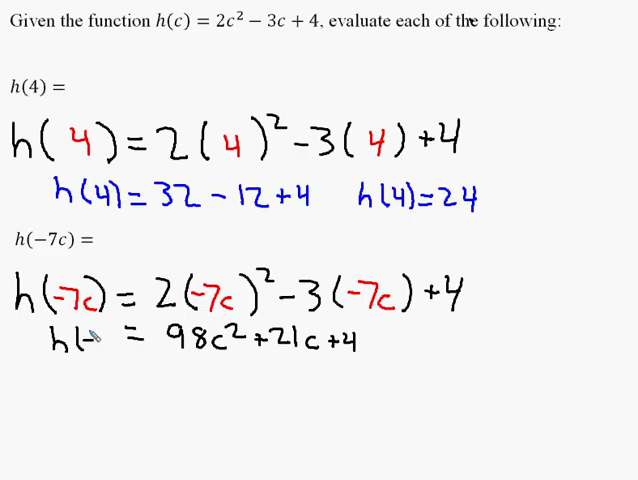 Given the function h(c) = 2c² − 3c + 4, evaluate each of the following:
h(4) =
h( 4 ) = 2( 4 )² -3( 4 ) +4
h(4) = 32 - 12 + 4 h(4) = 24
h(−7c) =
h(-7c) = 2(-7c)² -3(-7c) +4
h(- = 98c² +21c +4